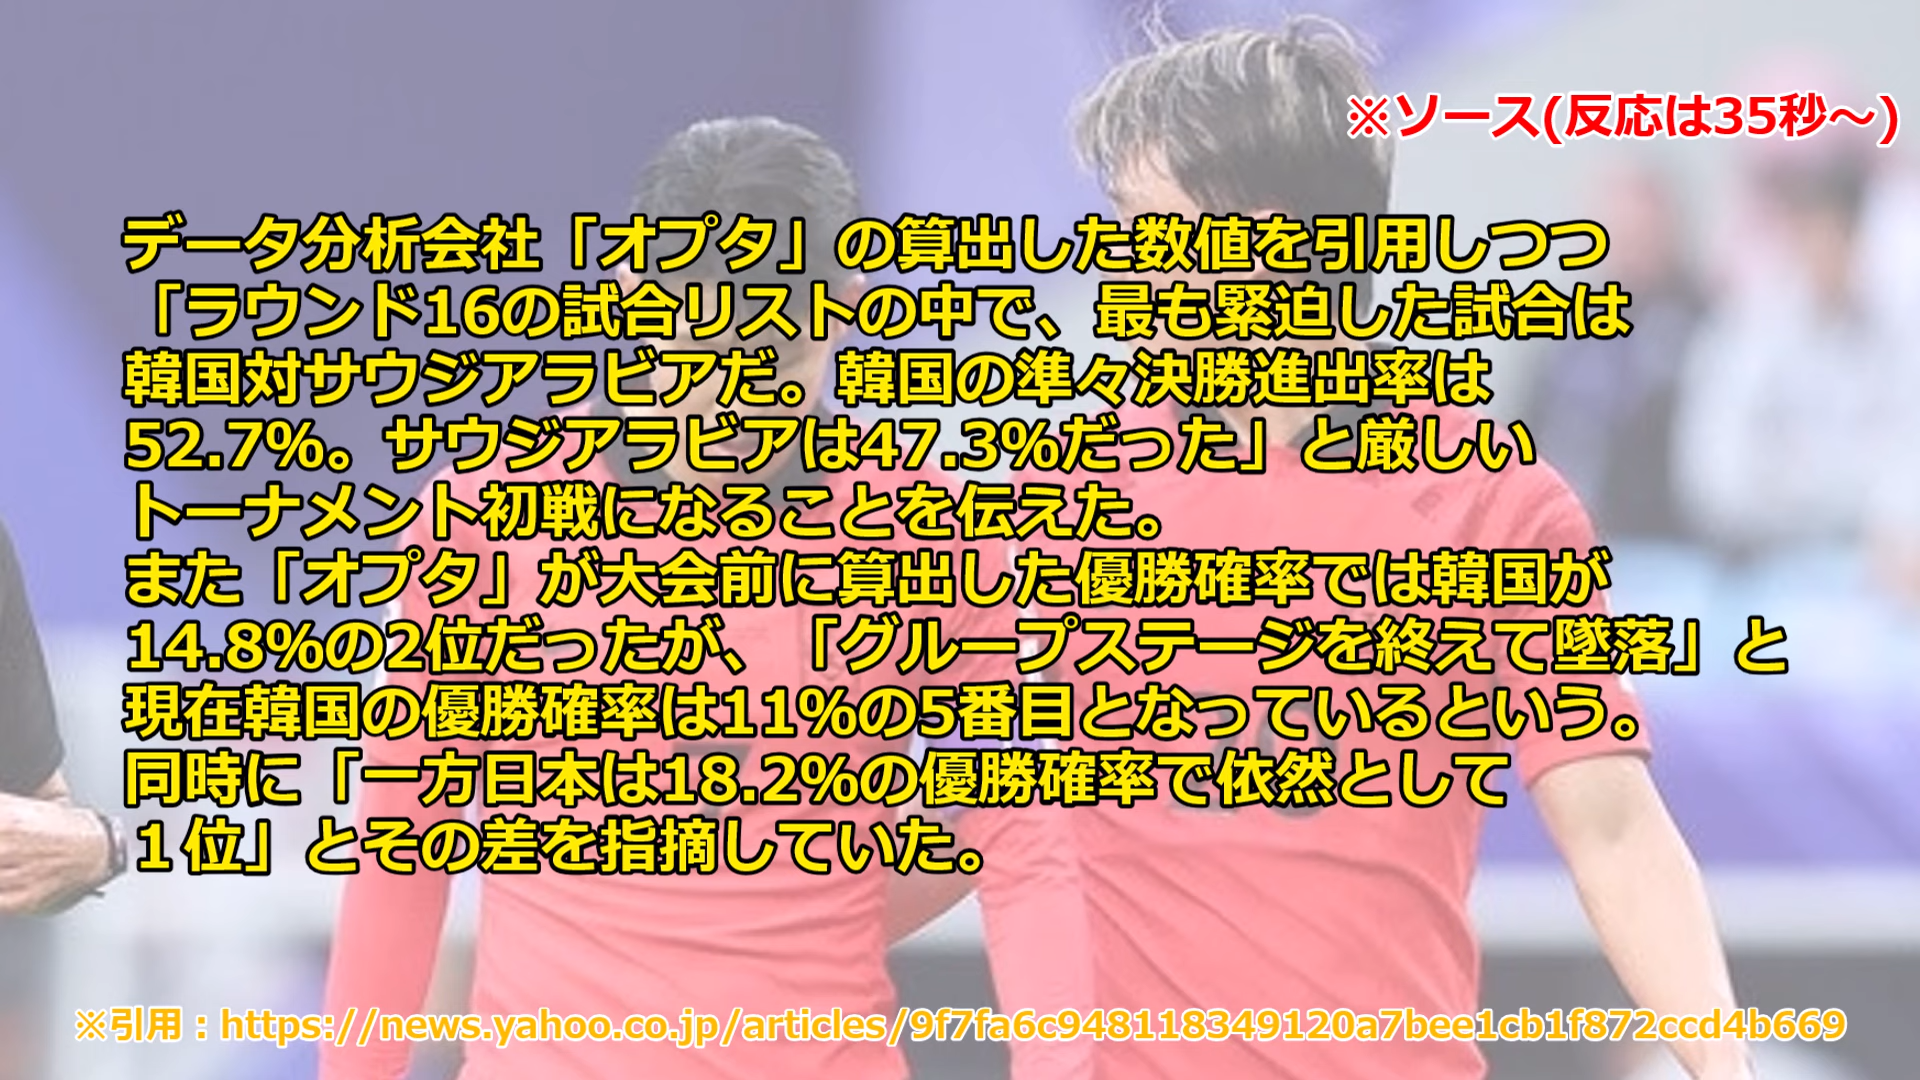 ※ソース(反応は35秒～)
データ分析会社「オプタ」の算出した数値を引用しつつ
「ラウンド16の試合リストの中で、最も緊迫した試合は
韓国対サウジアラビアだ。韓国の準々決勝進出率は
52.7%。サウジアラビアは47.3%だった」と厳しい
トーナメント初戦になることを伝えた。
また「オプタ」が大会前に算出した優勝確率では韓国が
14.8%の2位だったが、「グループステージを終えて墜落」と
現在韓国の優勝確率は11%の5番目となっているという。
同時に「一方日本は18.2%の優勝確率で依然として
１位」とその差を指摘していた。
※引用：https://news.yahoo.co.jp/articles/9f7fa6c948118349120a7bee1cb1f872ccd4b669